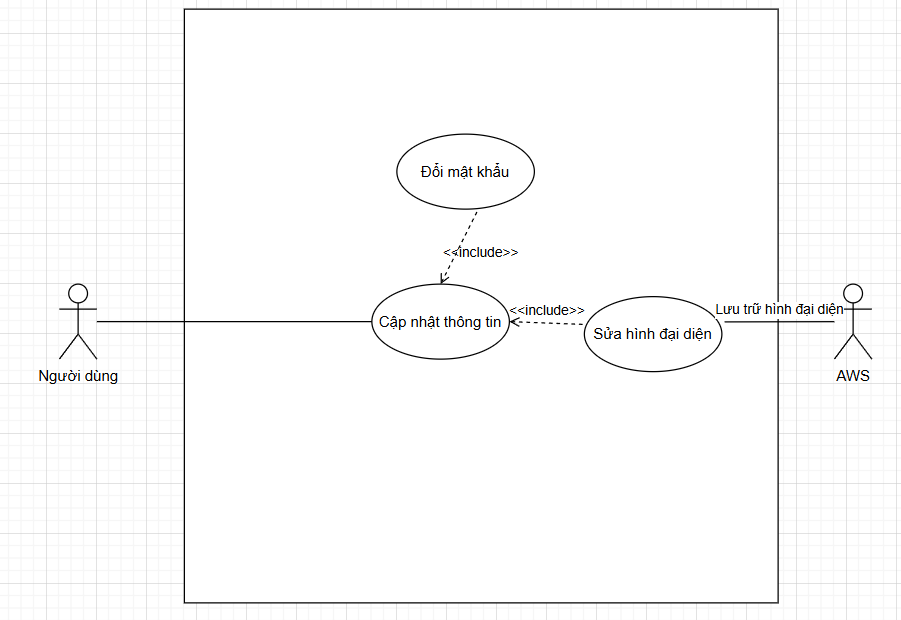 Đổi mật khẩu
<<include>>
Cập nhật thông tin
<<include>>
Sửa hình đại diện
Lưu trữ hình đại diện
Người dùng
AWS